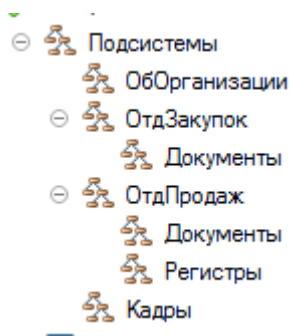 Подсистемы
ОбОрганизации
ОтдЗакупок
Документы
ОтдПродаж
Документы
Регистры
Кадры